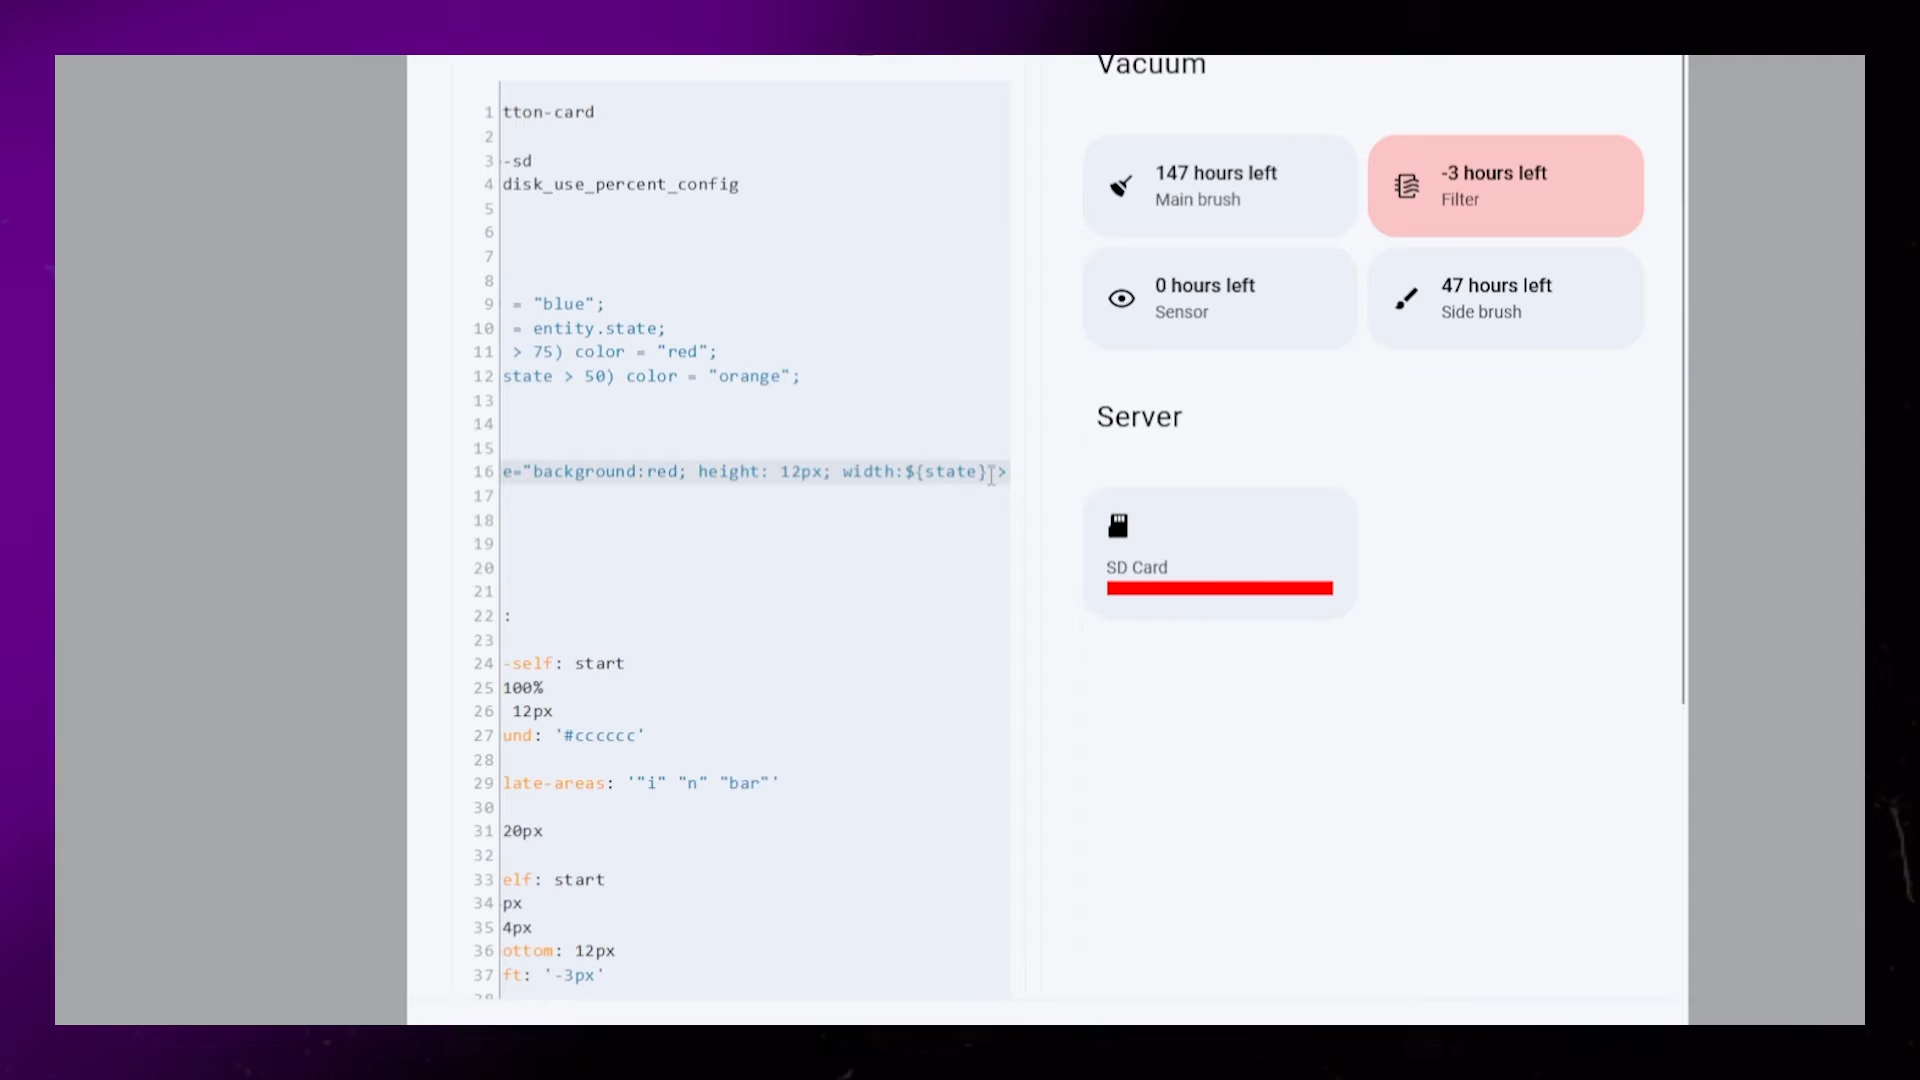 1 tton-card
2
3 -sd
4 disk_use_percent_config
5
6
7
8
9 = "blue";
10 = entity.state;
11 > 75) color = "red";
12 state > 50) color = "orange";
13
14
15
16 e="background:red; height: 12px; width:${state}">
17
18
19
20
21
22 :
23
24 -self: start
25 100%
26 12px
27 und: '#cccccc'
28
29 late-areas: '"i" "n" "bar"'
30
31 20px
32
33 elf: start
34 px
35 4px
36 ottom: 12px
37 ft: '-3px'
38
Vacuum
147 hours left
Main brush
-3 hours left
Filter
0 hours left
Sensor
47 hours left
Side brush
Server
SD Card